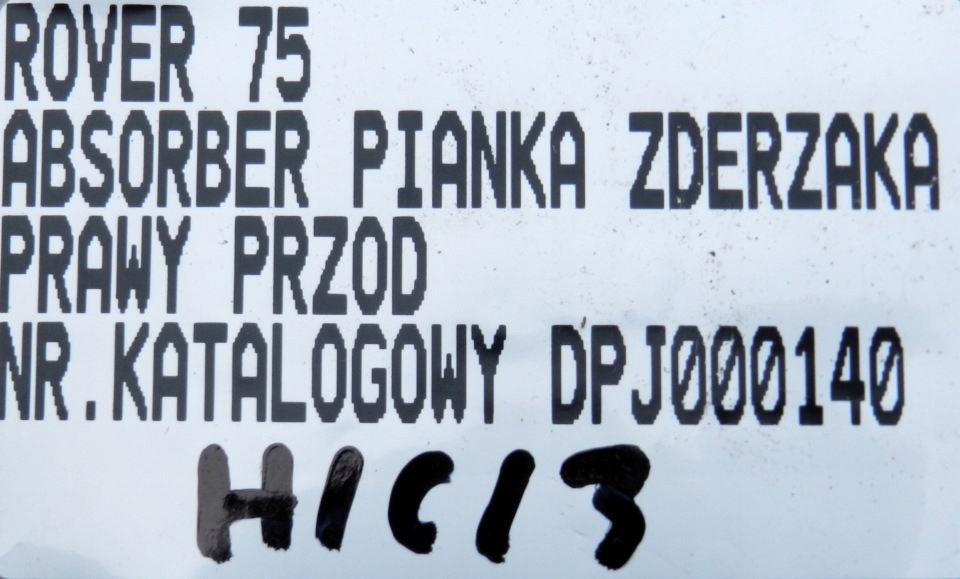 ROVER 75
ABSORBER PIANKA ZDERZAKA
PRAWY PRZOD
NR.KATALOGOWY DPJ000140
H1C13